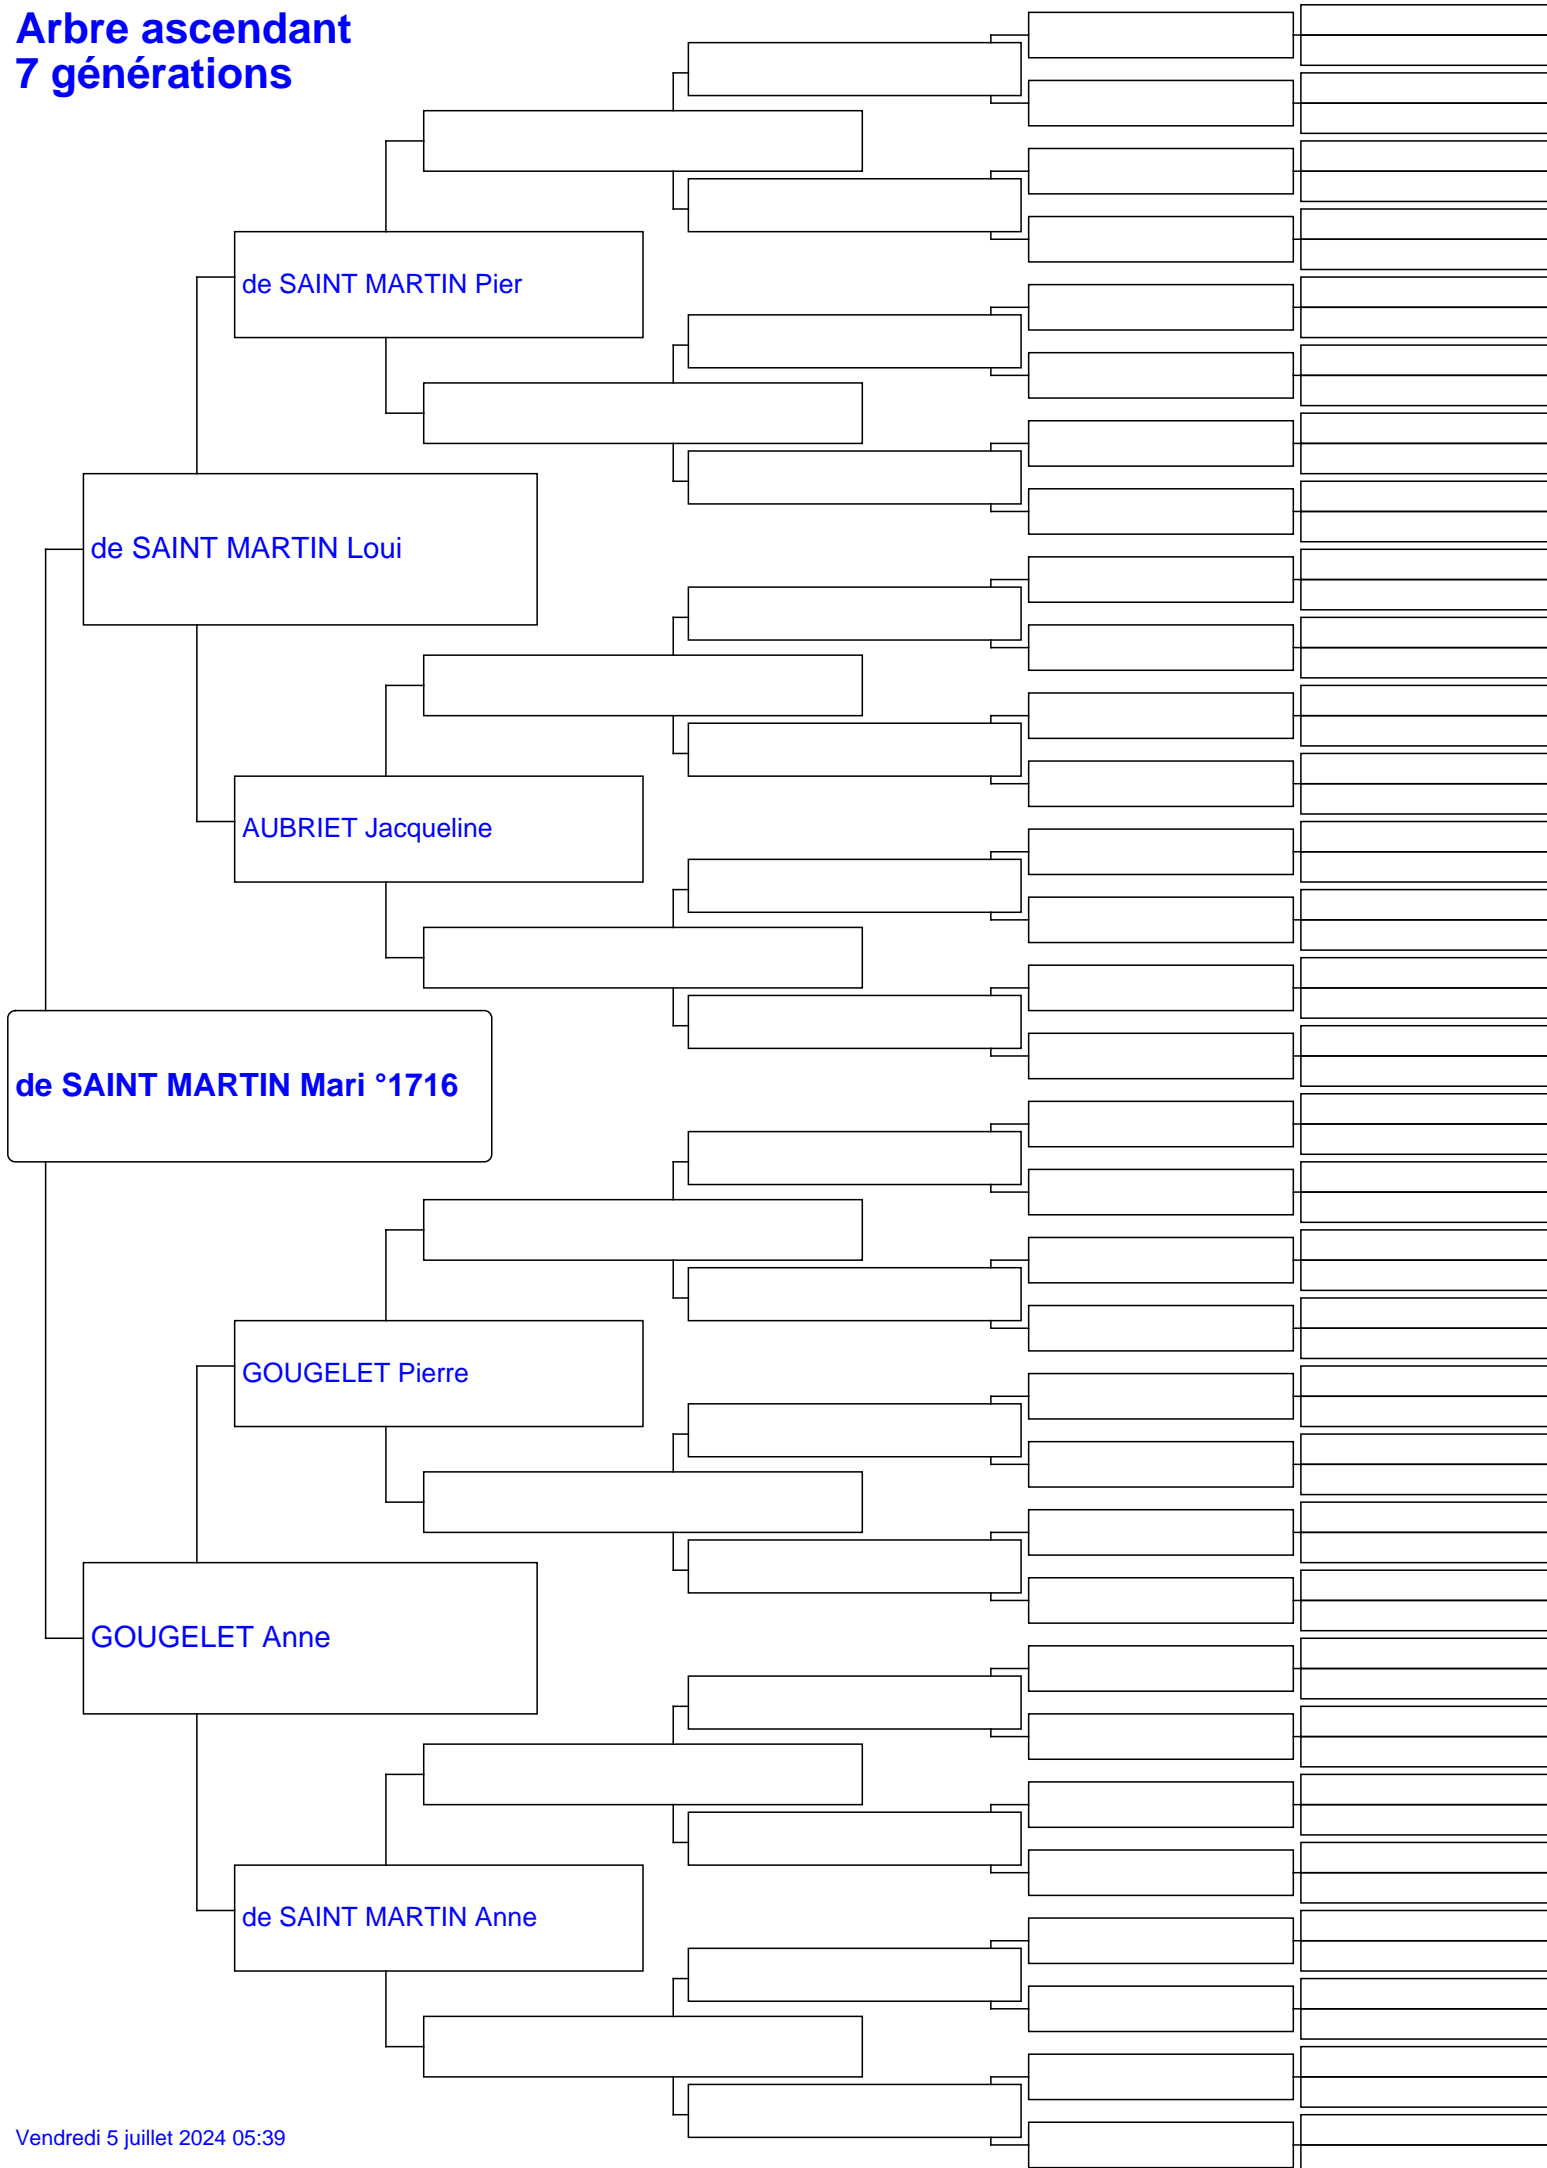 Arbre ascendant
7 générations
de SAINT MARTIN Pier
de SAINT MARTIN Loui
AUBRIET Jacqueline
de SAINT MARTIN Mari °1716
GOUGELET Pierre
GOUGELET Anne
de SAINT MARTIN Anne
Vendredi 5 juillet 2024 05:39